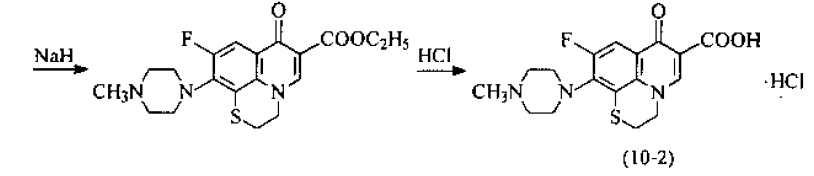 O
O
F
COOC₂H₅
F
COOH
NaH
HCl
CH₃N
N
N
CH₃N
N
N
·HCl
S
S
(10-2)